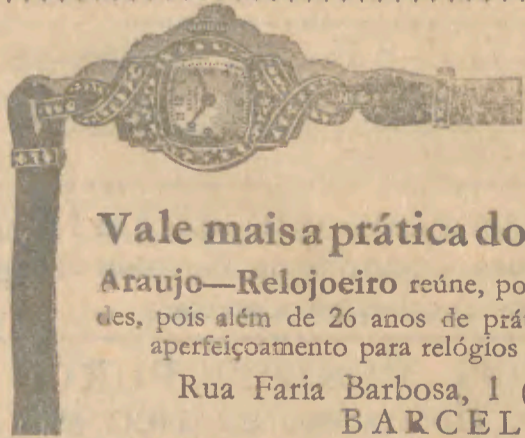 Vale mais a prática do
Araujo—Relojoeiro reúne, po
des, pois além de 26 anos de prá
aperfeiçoamento para relógios
Rua Faria Barbosa, 1 (
BARCEL